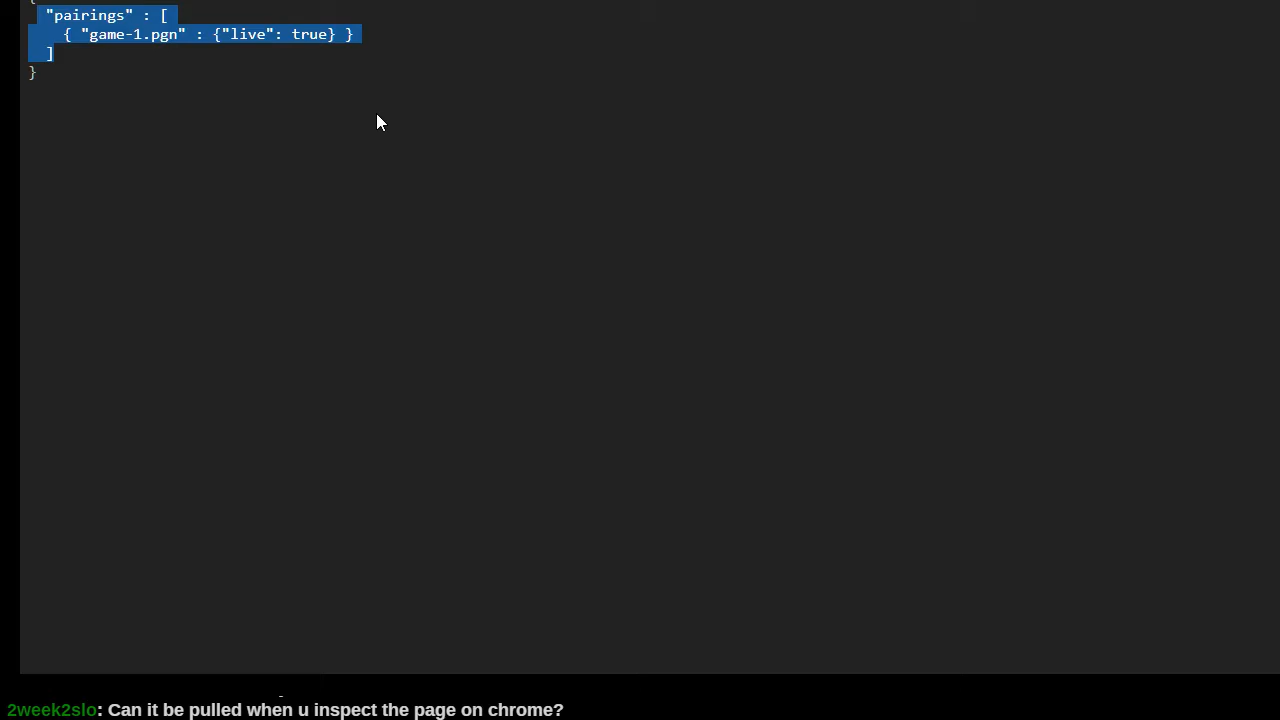 {
"pairings" : [
{ "game-1.pgn" : {"live": true} }
]
}
2week2slo: Can it be pulled when u inspect the page on chrome?